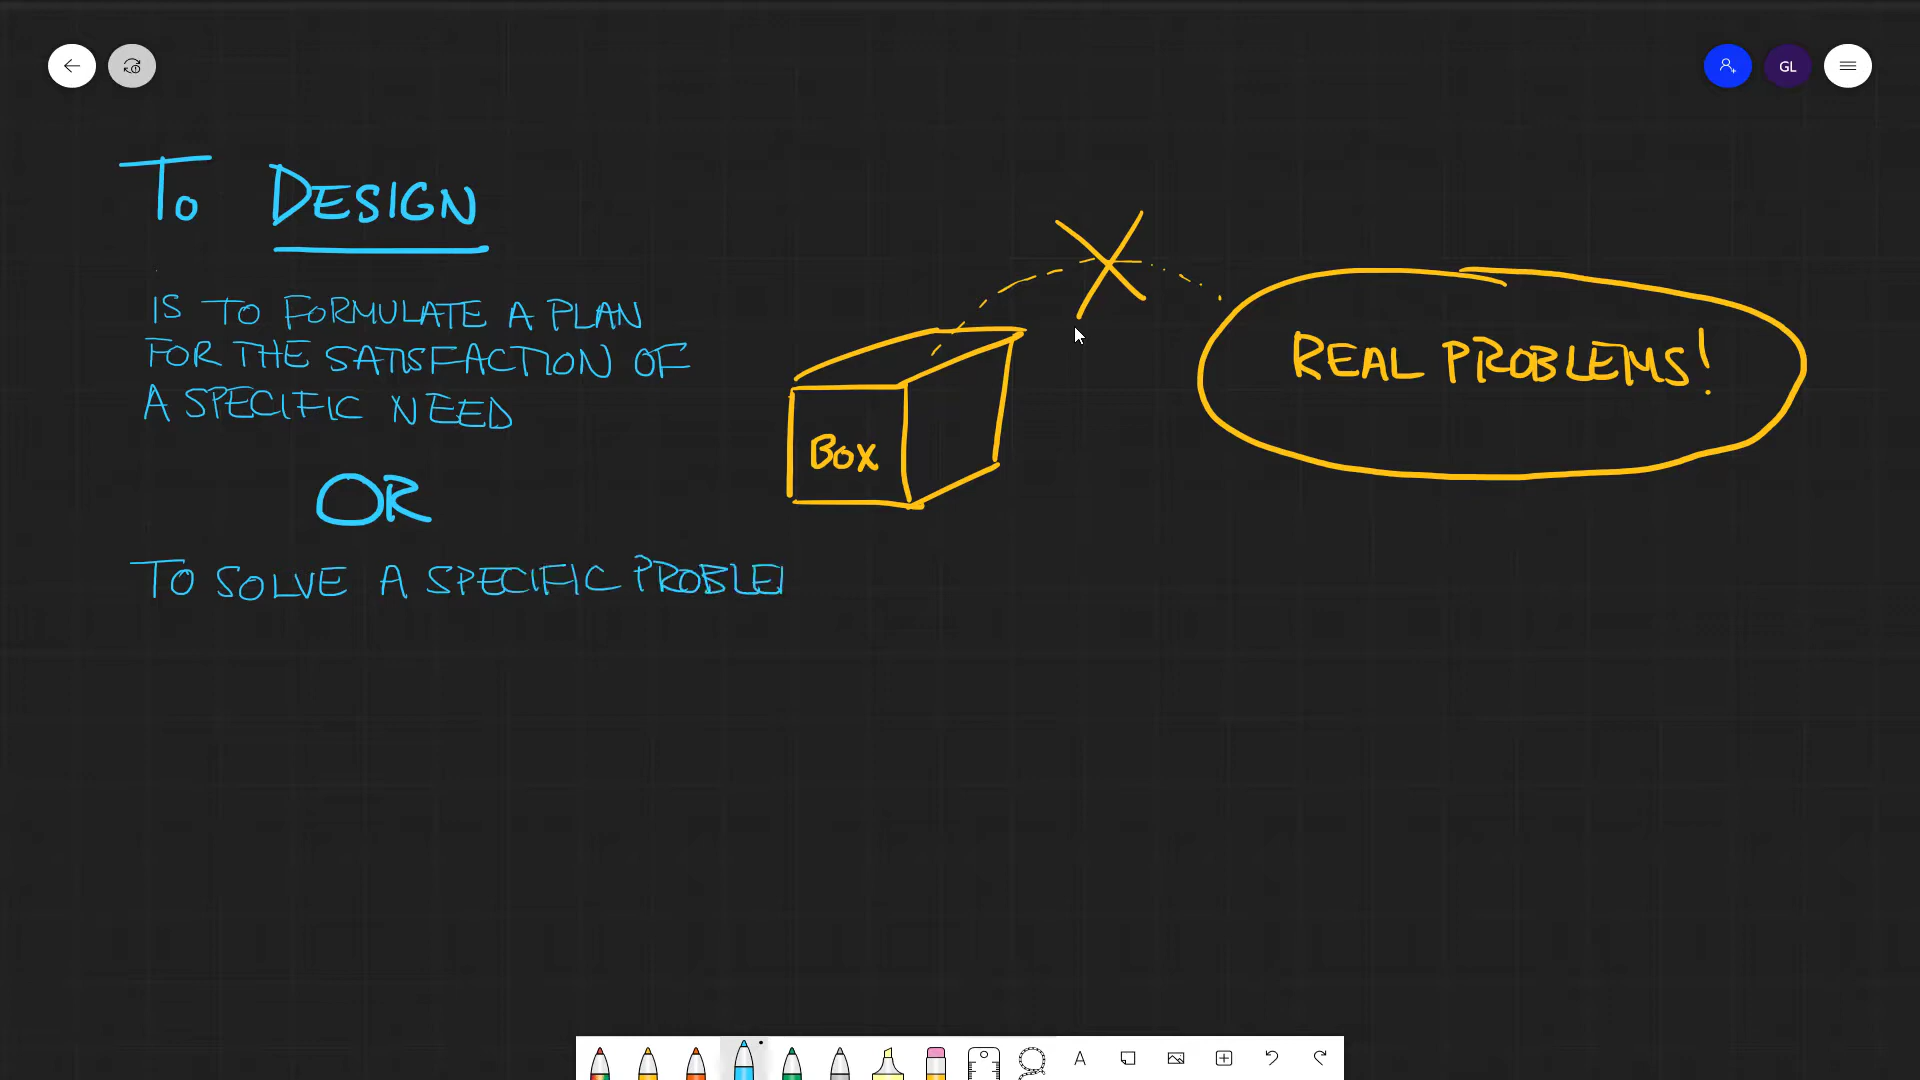 GL
To DESIGN
IS TO FORMULATE A PLAN
FOR THE SATISFACTION OF
A SPECIFIC NEED
OR
TO SOLVE A SPECIFIC PROBLE
BOX
REAL PROBLEMS!
A